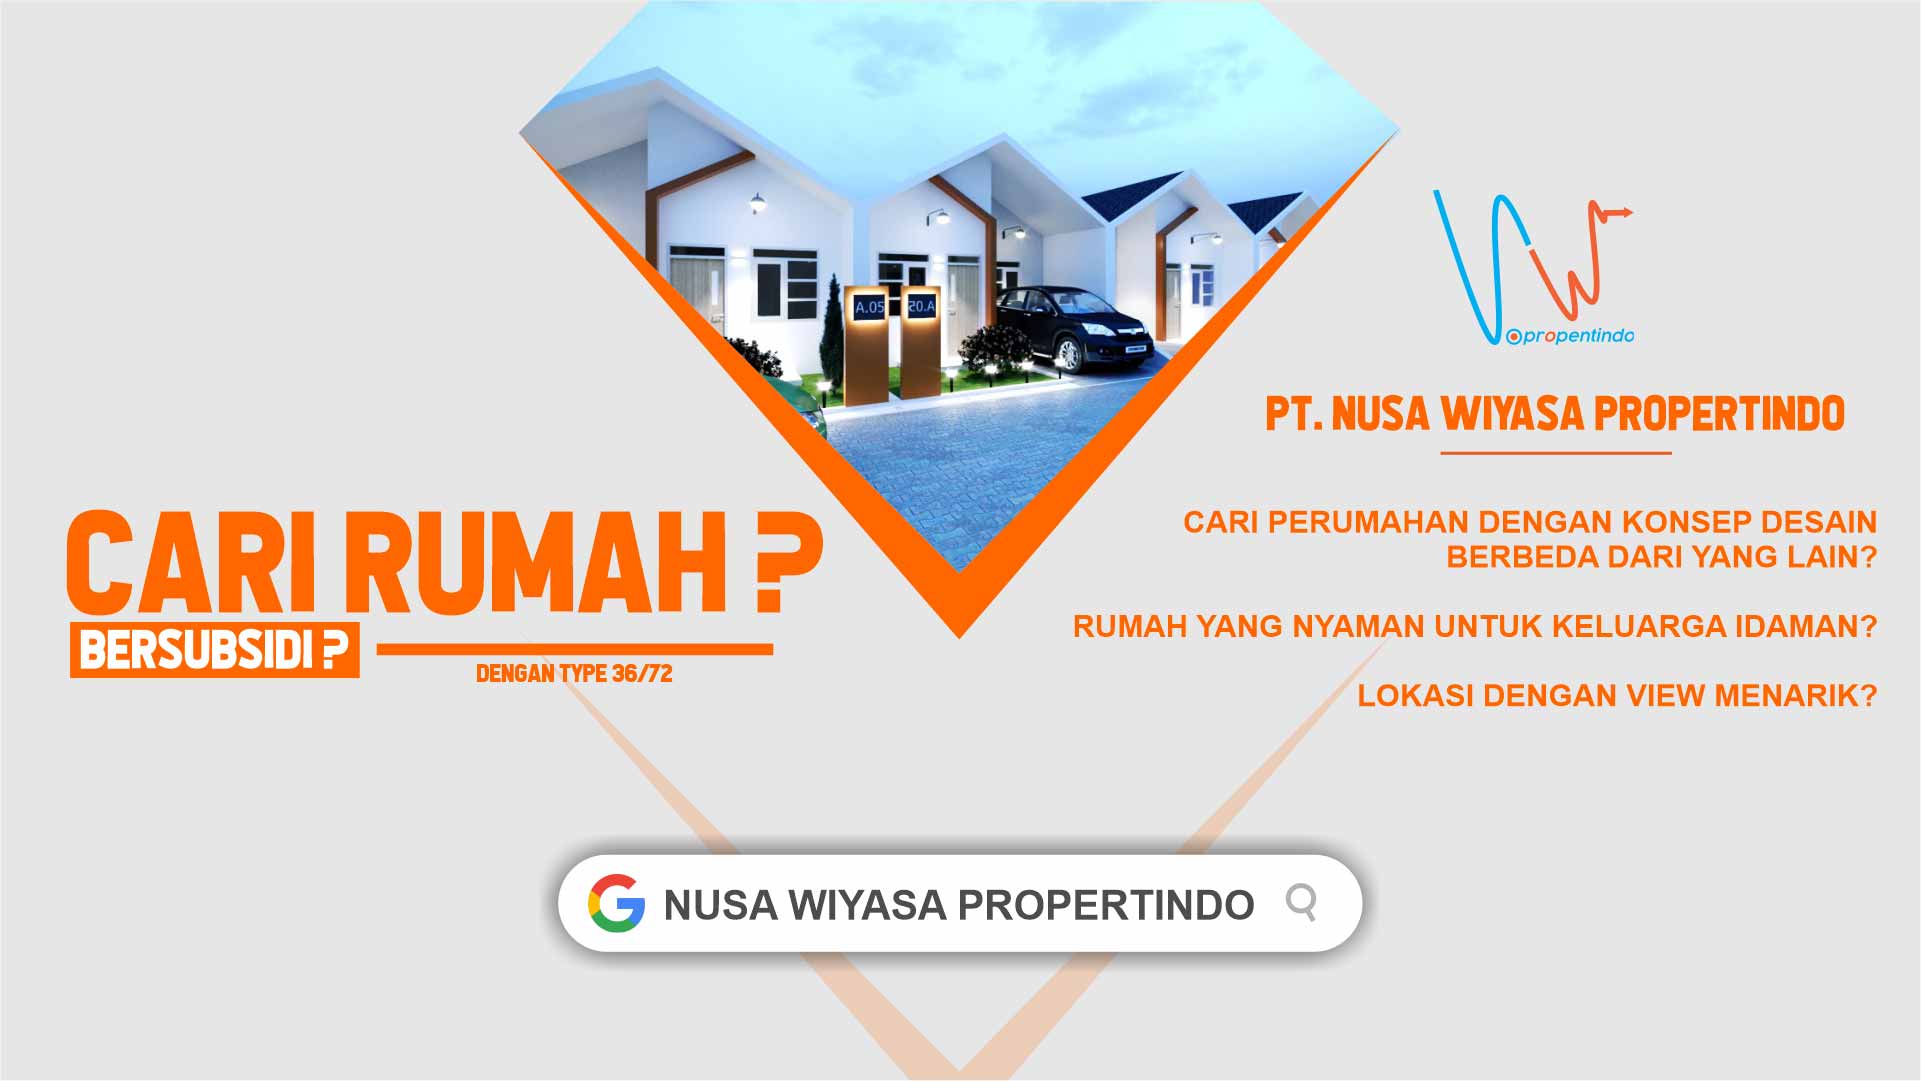 A.05
20.A
propentindo
PT. NUSA WIYASA PROPERTINDO
CARI RUMAH ?
BERSUBSIDI ?
DENGAN TYPE 36/72
CARI PERUMAHAN DENGAN KONSEP DESAIN
BERBEDA DARI YANG LAIN?
RUMAH YANG NYAMAN UNTUK KELUARGA IDAMAN?
LOKASI DENGAN VIEW MENARIK?
NUSA WIYASA PROPERTINDO